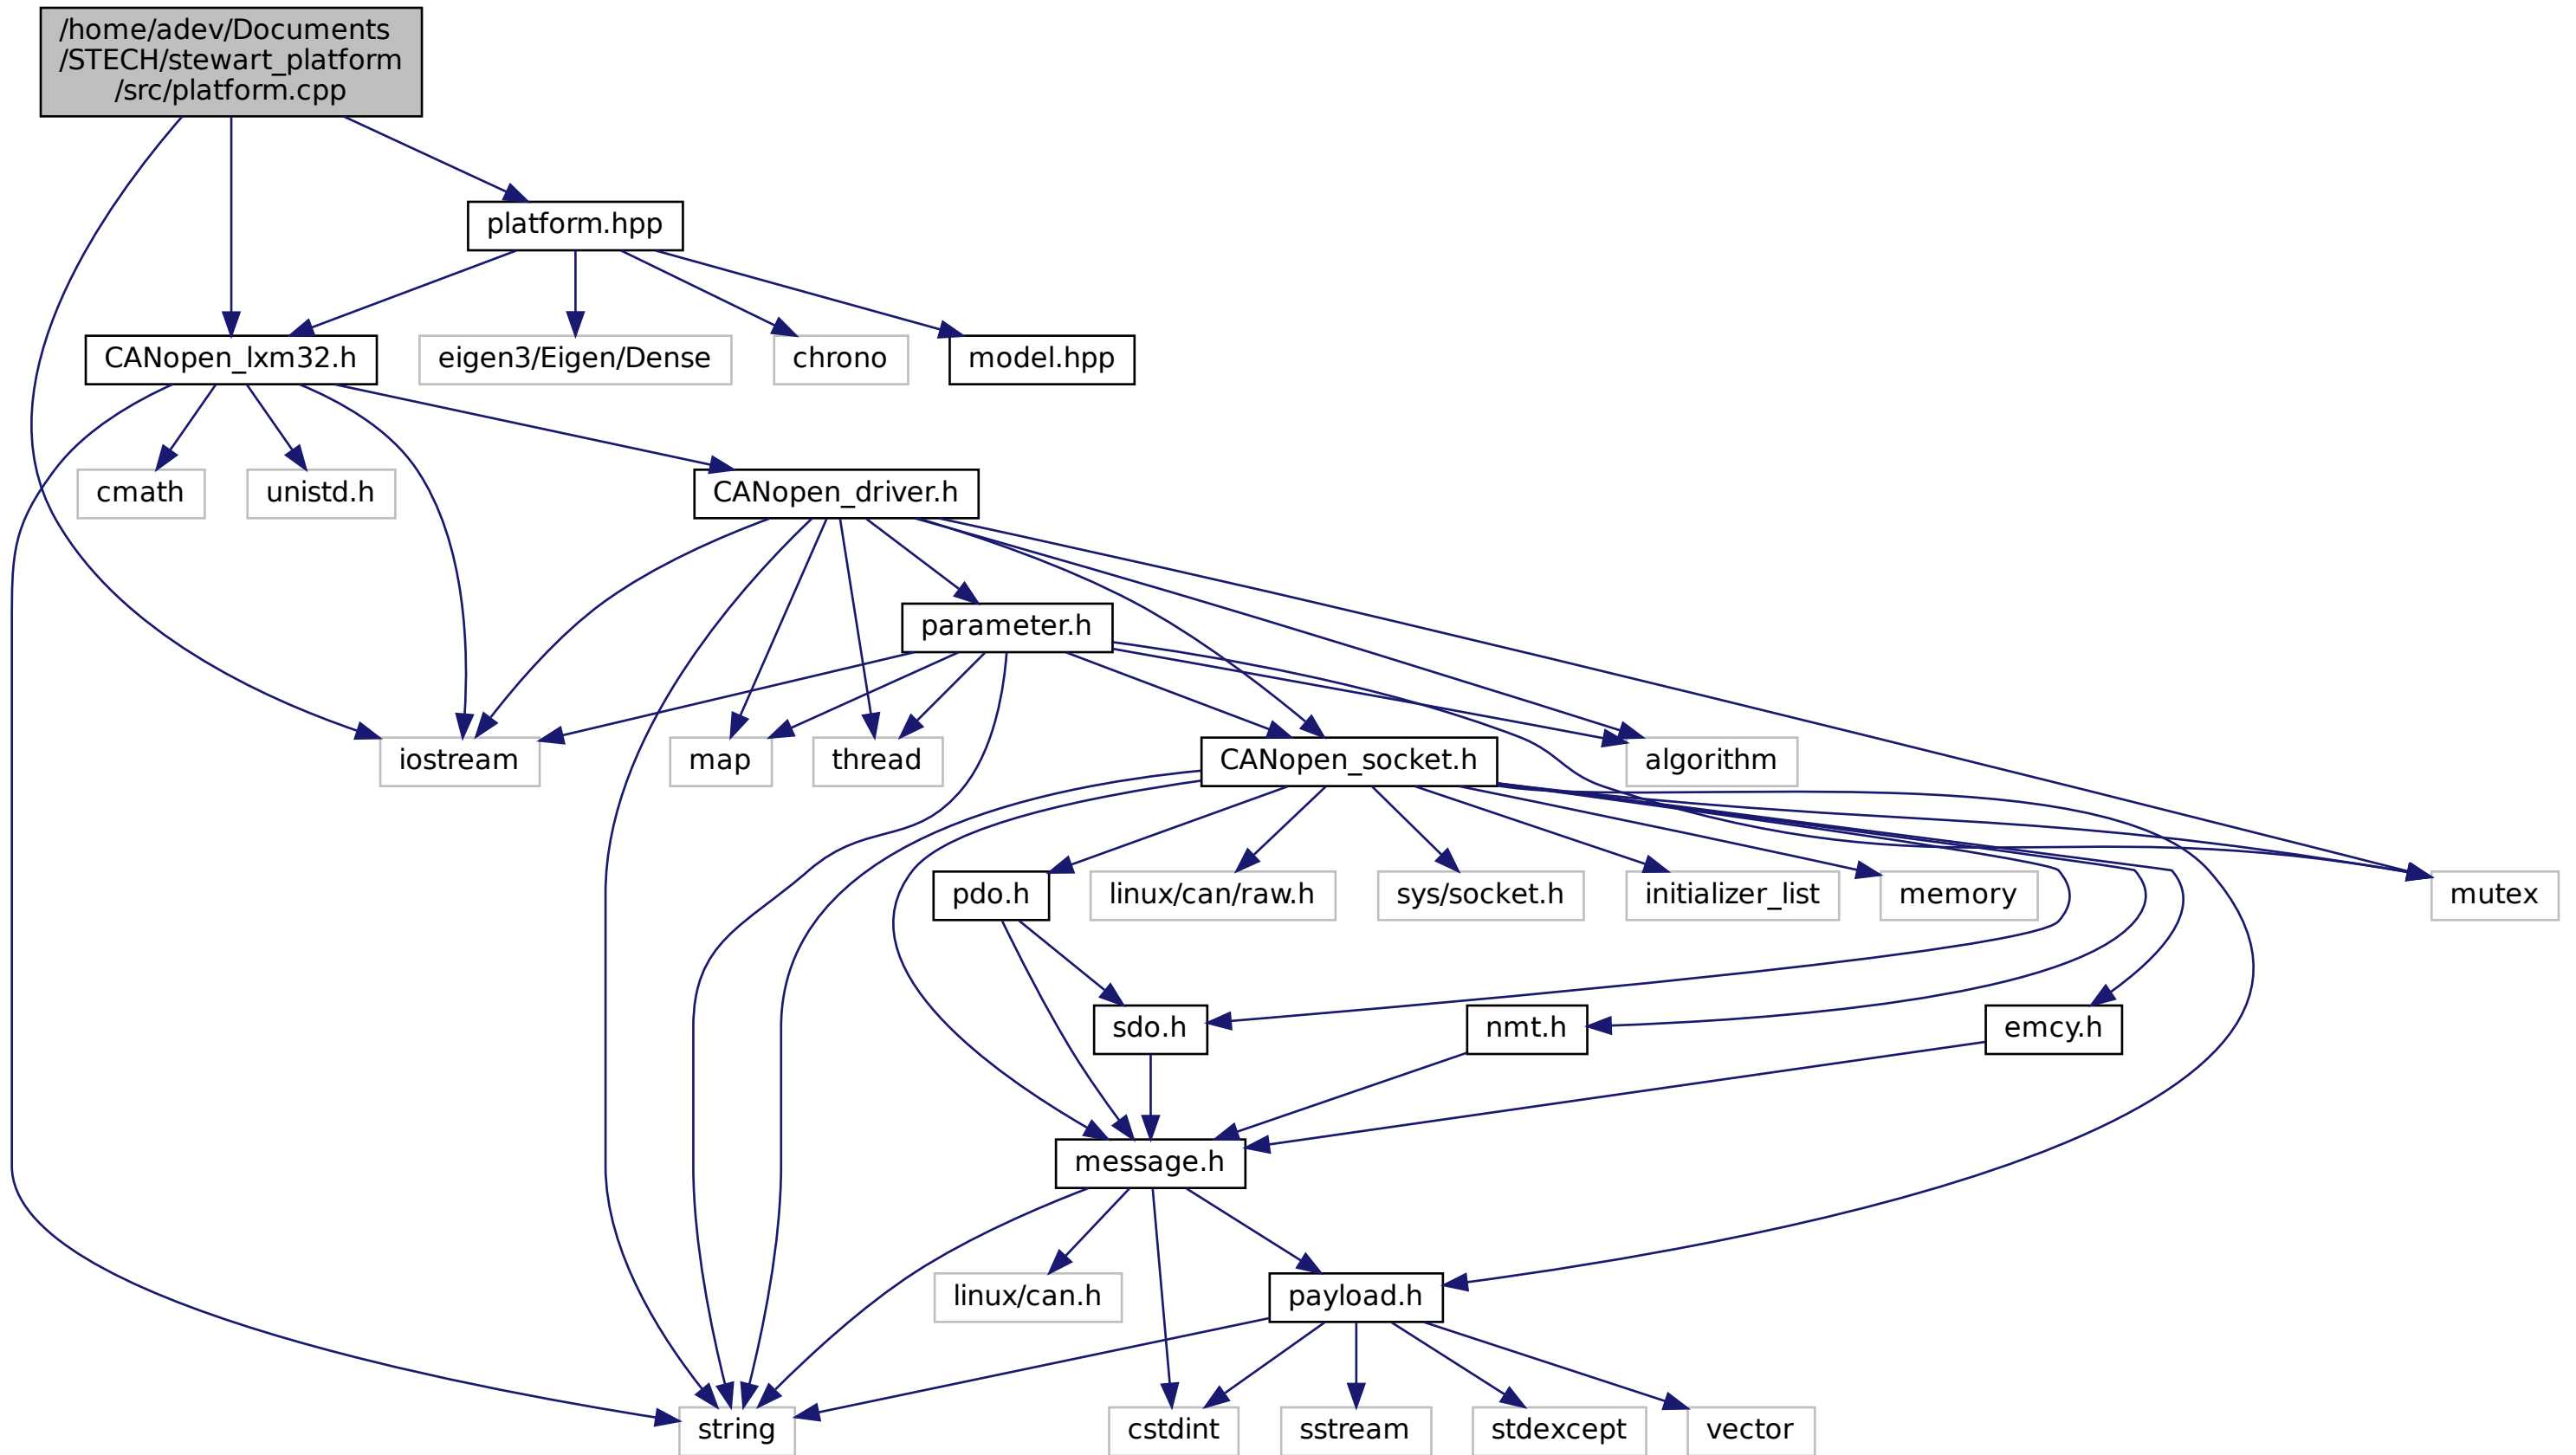 /home/adev/Documents
/STECH/stewart_platform
/src/platform.cpp
platform.hpp
CANopen_lxm32.h
eigen3/Eigen/Dense
chrono
model.hpp
cmath
unistd.h
CANopen_driver.h
parameter.h
iostream
map
thread
CANopen_socket.h
algorithm
pdo.h
linux/can/raw.h
sys/socket.h
initializer_list
memory
mutex
sdo.h
nmt.h
emcy.h
message.h
linux/can.h
payload.h
string
cstdint
sstream
stdexcept
vector